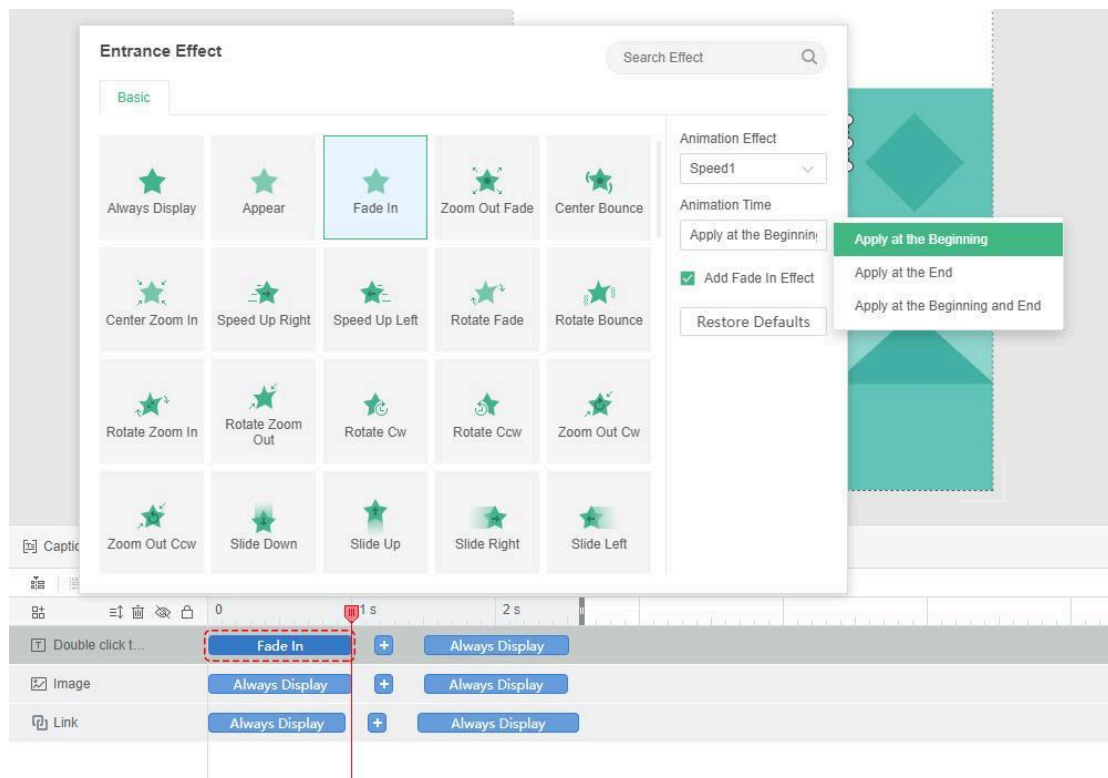 Entrance Effect
Search Effect
Basic
Always Display
Appear
Fade In
Zoom Out Fade
Center Bounce
Center Zoom In
Speed Up Right
Speed Up Left
Rotate Fade
Rotate Bounce
Rotate Zoom In
Rotate Zoom
Out
Rotate Cw
Rotate Ccw
Zoom Out Cw
Zoom Out Ccw
Slide Down
Slide Up
Slide Right
Slide Left
Animation Effect
Speed1
Animation Time
Apply at the Beginning
Add Fade In Effect
Restore Defaults
Apply at the Beginning
Apply at the End
Apply at the Beginning and End
Captio
0
1 s
2 s
Double click t...
Fade In
+
Always Display
Image
Always Display
+
Always Display
Link
Always Display
+
Always Display